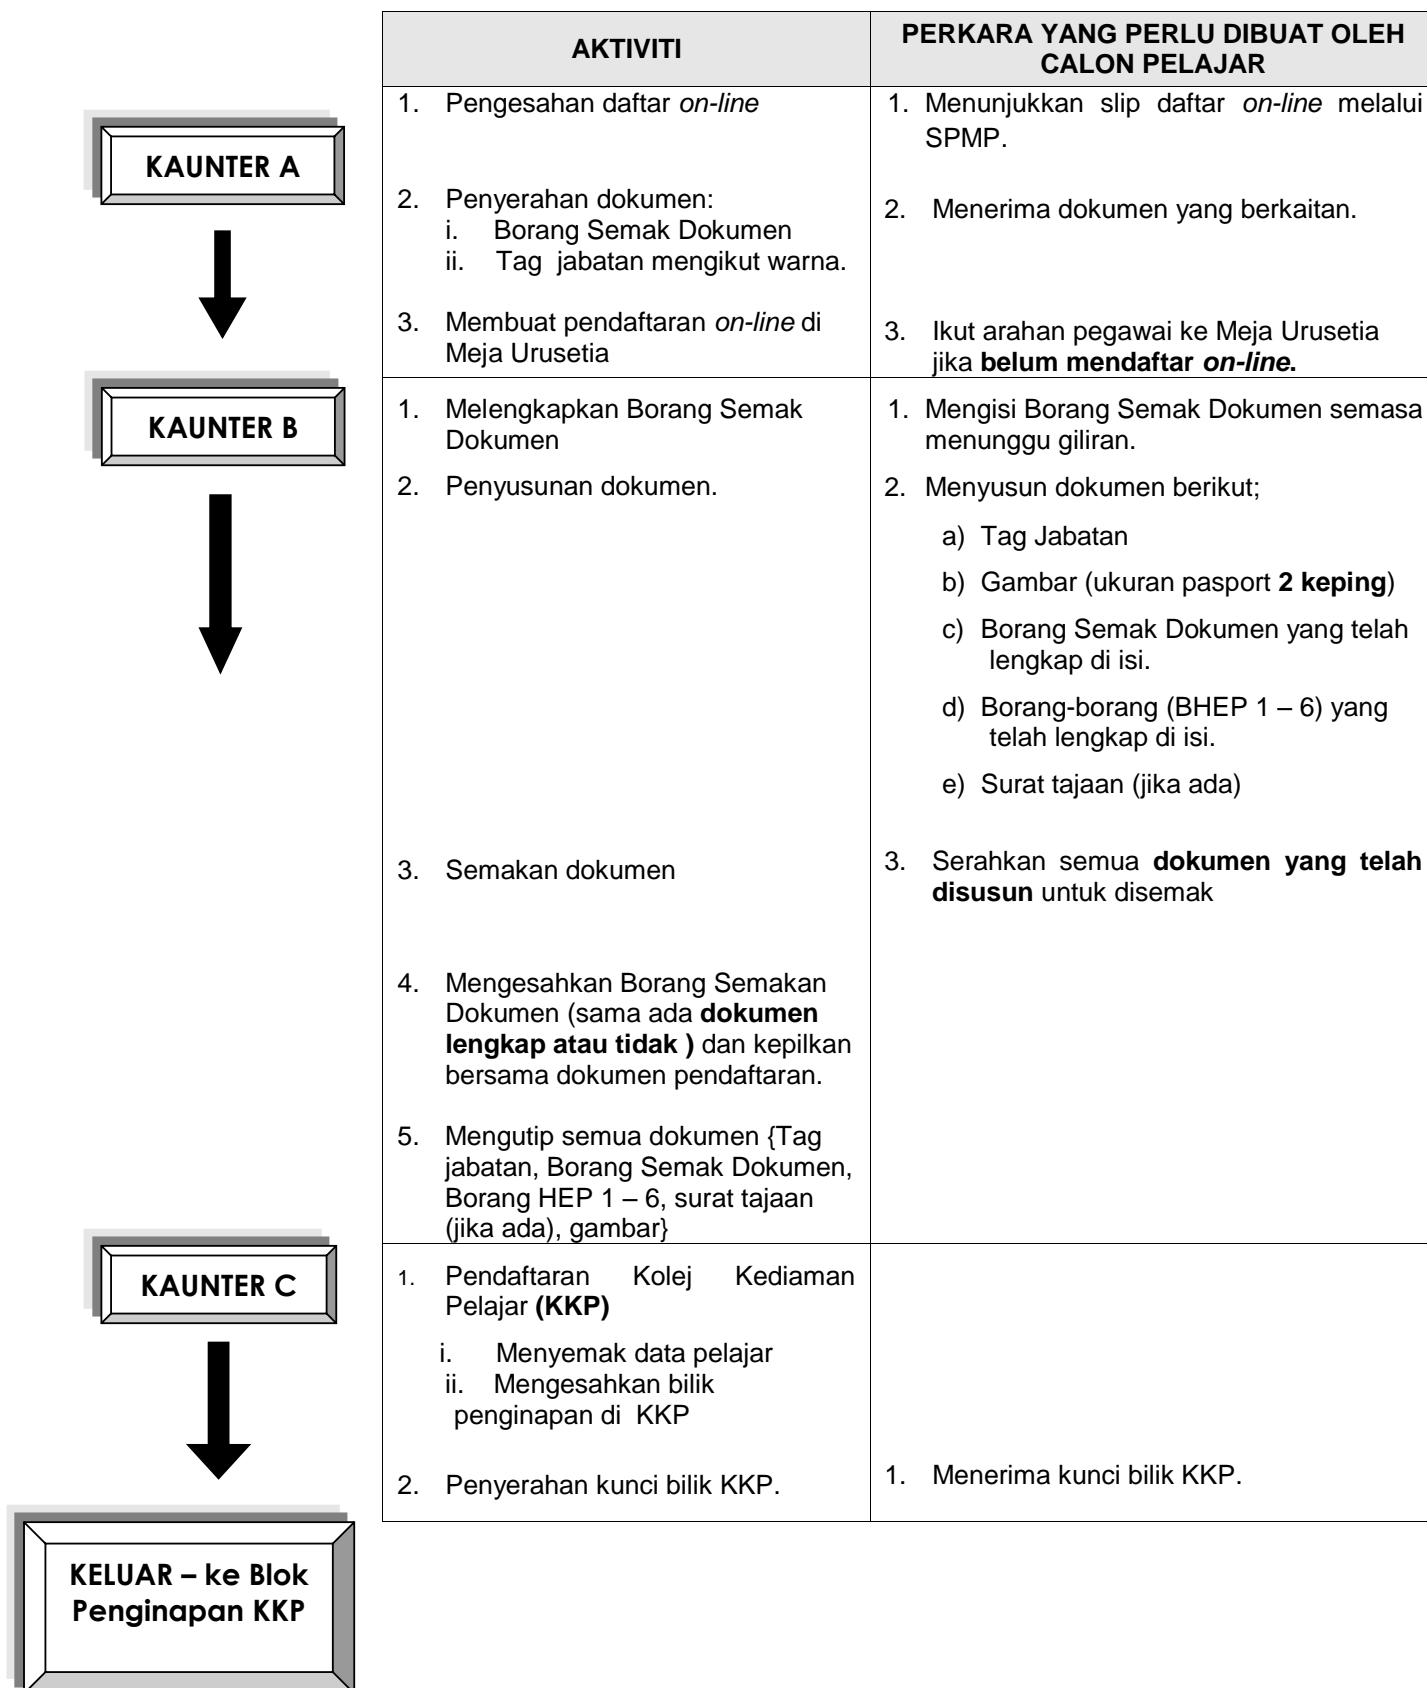 AKTIVITI
PERKARA YANG PERLU DIBUAT OLEH
CALON PELAJAR
KAUNTER A
1. Pengesahan daftar on-line
2. Penyerahan dokumen:
i. Borang Semak Dokumen
ii. Tag jabatan mengikut warna.
3. Membuat pendaftaran on-line di
Meja Urusetia
1. Menunjukkan slip daftar on-line melalui
SPMP.
2. Menerima dokumen yang berkaitan.
3. Ikut arahan pegawai ke Meja Urusetia
jika belum mendaftar on-line.
KAUNTER B
1. Melengkapkan Borang Semak
Dokumen
2. Penyusunan dokumen.
3. Semakan dokumen
4. Mengesahkan Borang Semakan
Dokumen (sama ada dokumen
lengkap atau tidak ) dan kepilkan
bersama dokumen pendaftaran.
5. Mengutip semua dokumen {Tag
jabatan, Borang Semak Dokumen,
Borang HEP 1 – 6, surat tajaan
(jika ada), gambar}
1. Mengisi Borang Semak Dokumen semasa
menunggu giliran.
2. Menyusun dokumen berikut;
a) Tag Jabatan
b) Gambar (ukuran pasport 2 keping)
c) Borang Semak Dokumen yang telah
lengkap di isi.
d) Borang-borang (BHEP 1 – 6) yang
telah lengkap di isi.
e) Surat tajaan (jika ada)
3. Serahkan semua dokumen yang telah
disusun untuk disemak
KAUNTER C
1. Pendaftaran Kolej Kediaman
Pelajar (KKP)
i. Menyemak data pelajar
ii. Mengesahkan bilik
penginapan di KKP
2. Penyerahan kunci bilik KKP.
1. Menerima kunci bilik KKP.
KELUAR – ke Blok
Penginapan KKP